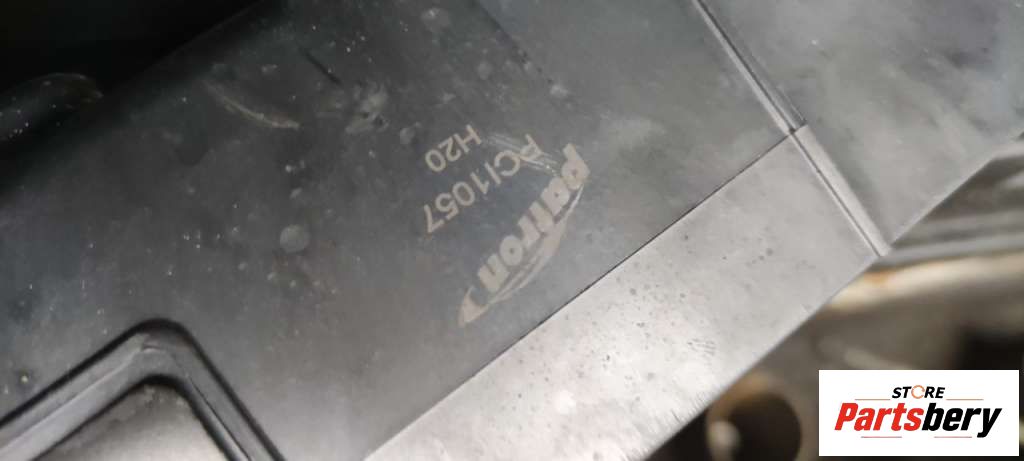 patron
PCI1057
H20
STORE
Partsbery